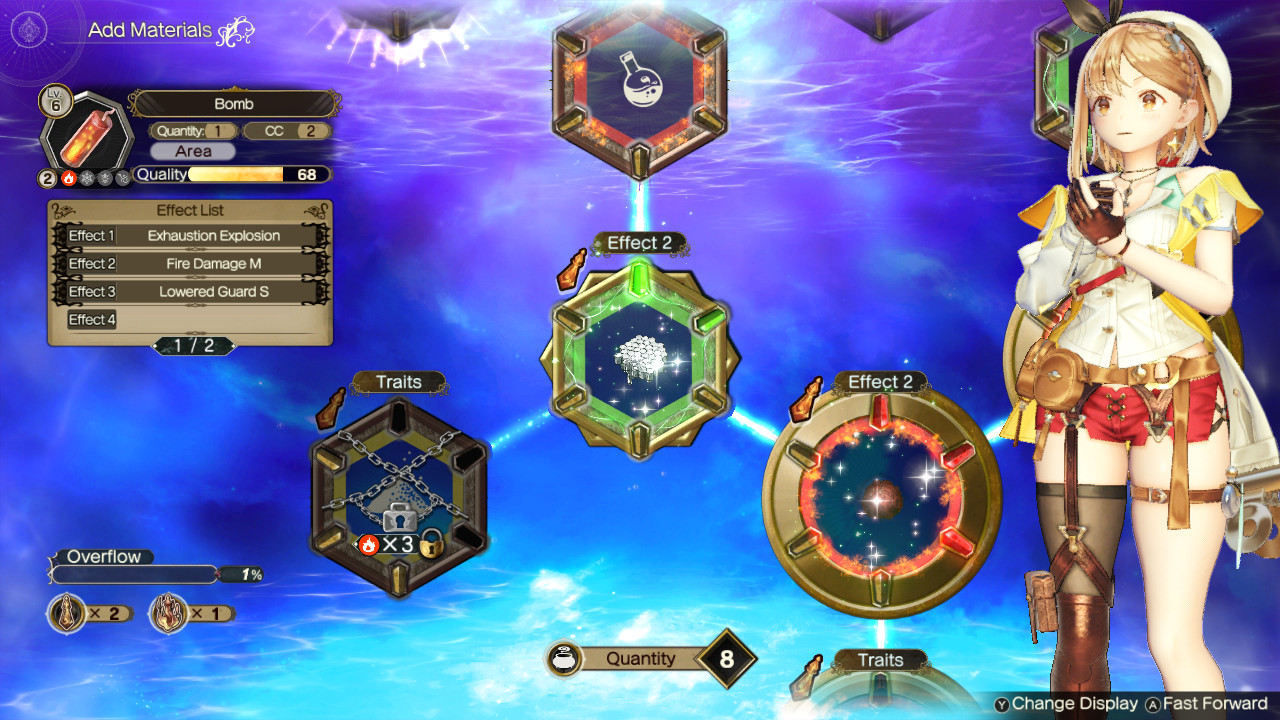 Add Materials
Lv.
6
Bomb
Quantity: 1
CC 2
Area
2
Quality 68
Effect List
Effect 1 Exhaustion Explosion
Effect 2 Fire Damage M
Effect 3 Lowered Guard S
Effect 4
1 / 2
Effect 2
Traits
×3
Effect 2
Overflow
1%
× 2
× 1
Quantity 8
Traits
Y Change Display A Fast Forward